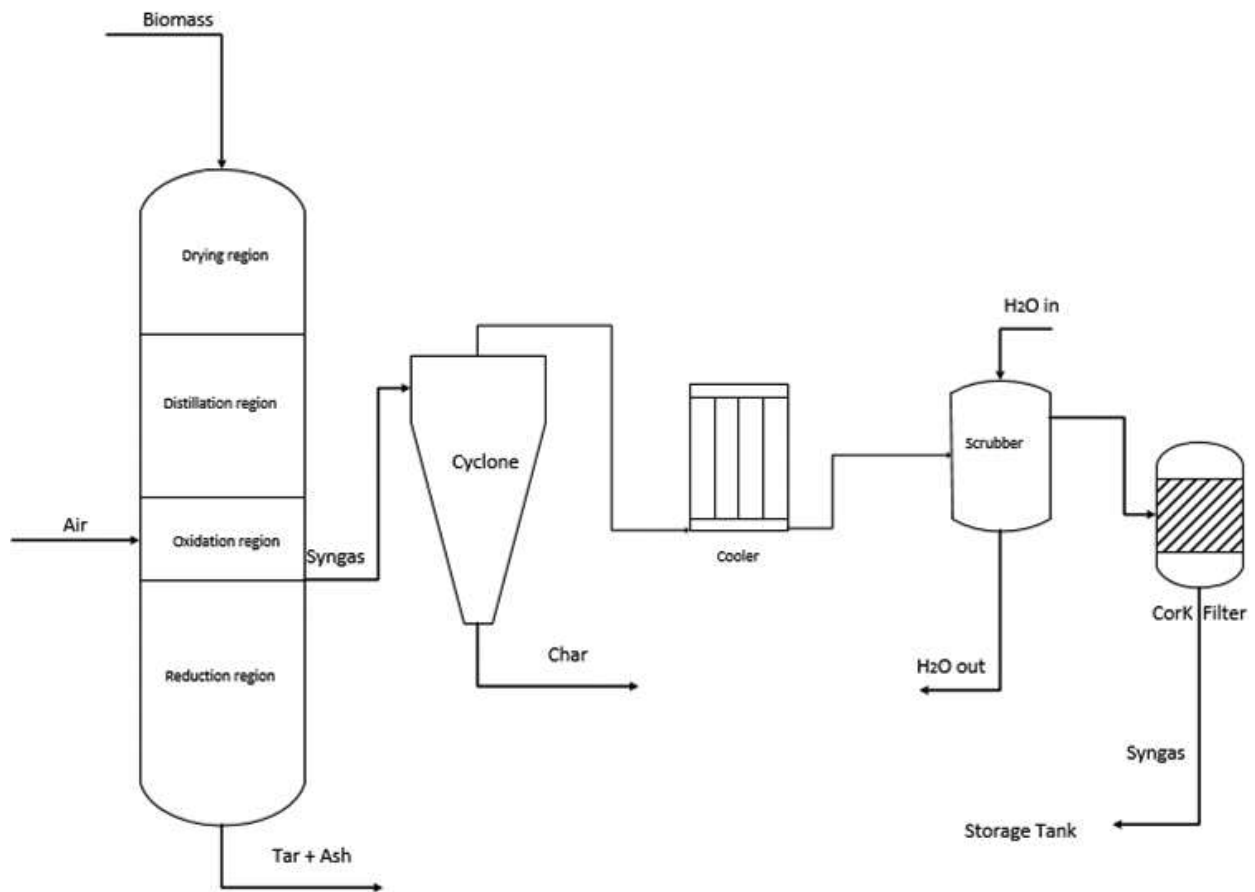 Biomass
Drying region
Distillation region
Air
Oxidation region
Syngas
Reduction region
Tar + Ash
Cyclone
Char
Cooler
H2O in
Scrubber
H2O out
CorK Filter
Syngas
Storage Tank